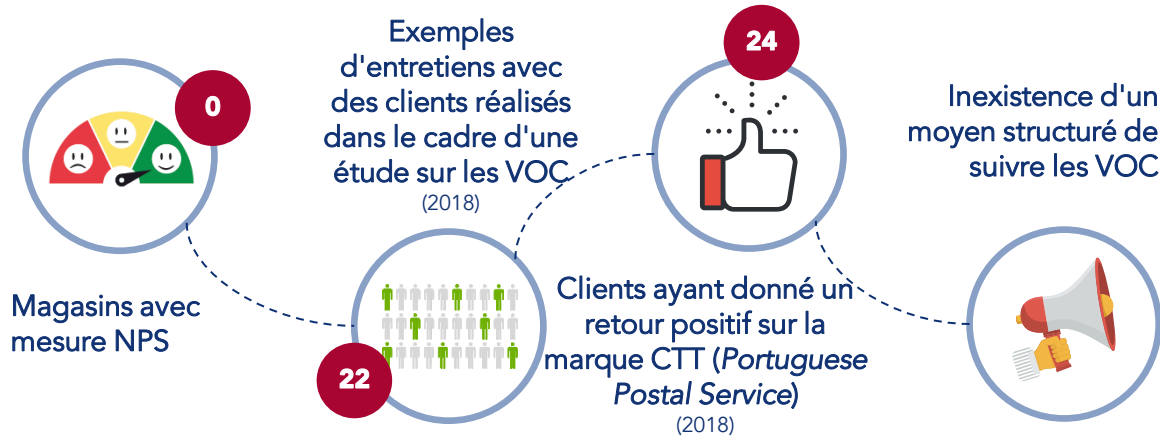 0
Magasins avec
mesure NPS
Exemples
d'entretiens avec
des clients réalisés
dans le cadre d'une
étude sur les VOC
(2018)
22
24
Clients ayant donné un
retour positif sur la
marque CTT (Portuguese
Postal Service)
(2018)
Inexistence d'un
moyen structuré de
suivre les VOC